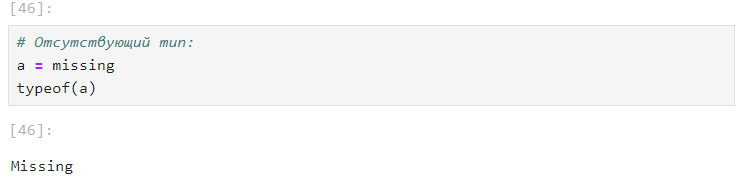 [46]:
# Отсутствующий тип:
a = missing
typeof(a)
[46]:
Missing